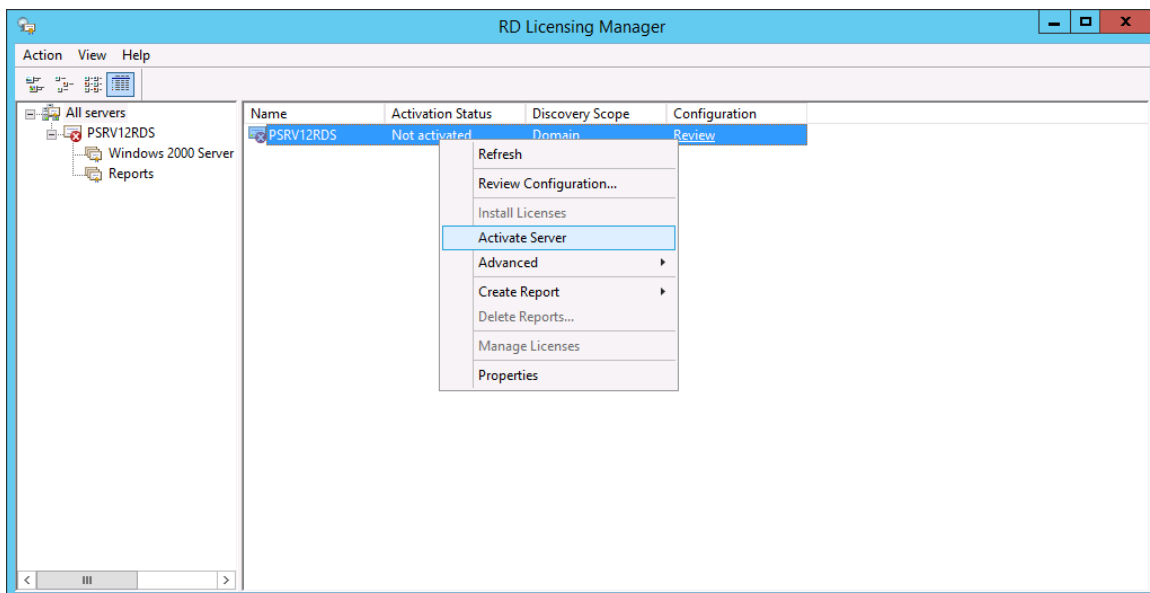 RD Licensing Manager
Action View Help
All servers
PSRV12RDS
Windows 2000 Server
Reports
Name Activation Status Discovery Scope Configuration
PSRV12RDS Not activated Domain Review
Refresh
Review Configuration...
Install Licenses
Activate Server
Advanced
Create Report
Delete Reports...
Manage Licenses
Properties